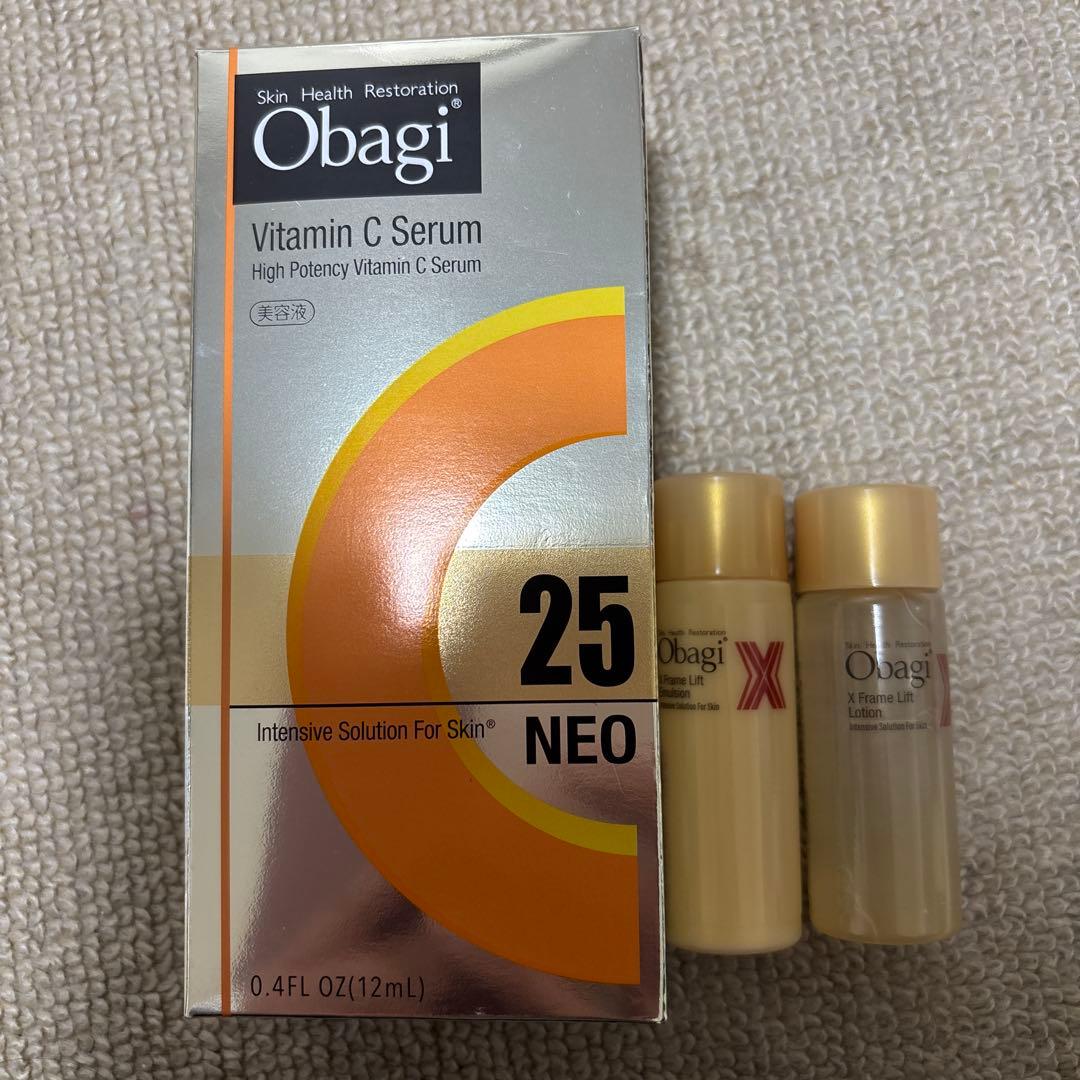 Skin Health Restoration
Obagi®
Vitamin C Serum
High Potency Vitamin C Serum
美容液
25
Intensive Solution For Skin®
NEO
0.4FL OZ(12mL)
Health Restoration
Obagi®
X
Frame Lift
Emulsion
Intensive Solution For Skin
Skin Health Restoration
Obagi®
X Frame Lift
Lotion
Intensive Solution For Skin